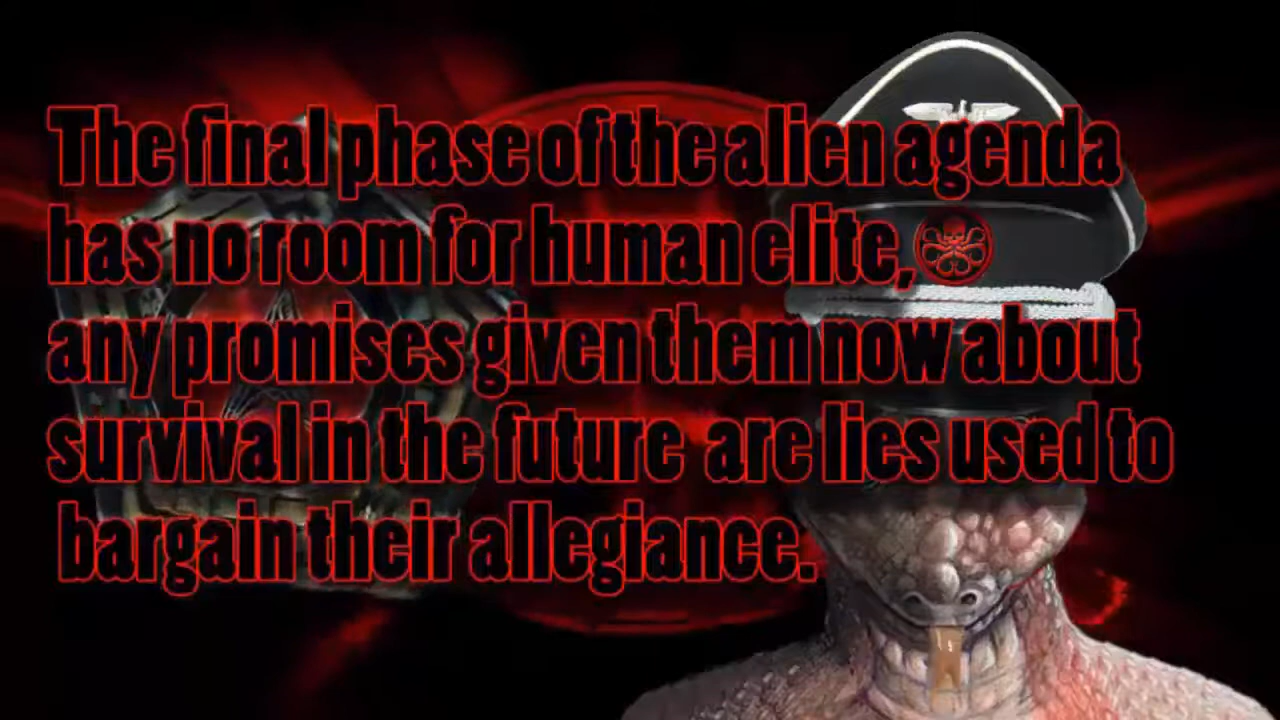 The final phase of the alien agenda
has no room for human elite,
any promises given them now about
survival in the future are lies used to
bargain their allegiance.